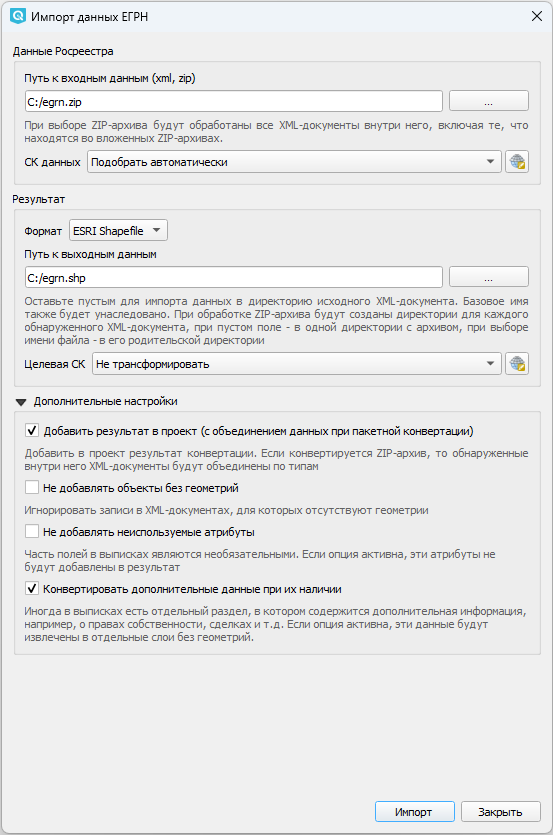 Импорт данных ЕГРН
Данные Росреестра
Путь к входным данным (xml, zip)
C:/egrn.zip
...
При выборе ZIP-архива будут обработаны все XML-документы внутри него, включая те, что
находятся во вложенных ZIP-архивах.
СК данных Подобрать автоматически
Результат
Формат ESRI Shapefile
Путь к выходным данным
C:/egrn.shp
...
Оставьте пустым для импорта данных в директорию исходного XML-документа. Базовое имя
также будет унаследовано. При обработке ZIP-архива будут созданы директории для каждого
обнаруженного XML-документа, при пустом поле - в одной директории с архивом, при выборе
имени файла - в его родительской директории
Целевая СК Не трансформировать
Дополнительные настройки
Добавить результат в проект (с объединением данных при пакетной конвертации)
Добавить в проект результат конвертации. Если конвертируется ZIP-архив, то обнаруженные
внутри него XML-документы будут объединены по типам
Не добавлять объекты без геометрий
Игнорировать записи в XML-документах, для которых отсутствуют геометрии
Не добавлять неиспользуемые атрибуты
Часть полей в выписках являются необязательными. Если опция активна, эти атрибуты не
будут добавлены в результат
Конвертировать дополнительные данные при их наличии
Иногда в выписках есть отдельный раздел, в котором содержится дополнительная информация,
например, о правах собственности, сделках и т.д. Если опция активна, эти данные будут
извлечены в отдельные слои без геометрий.
Импорт
Закрыть